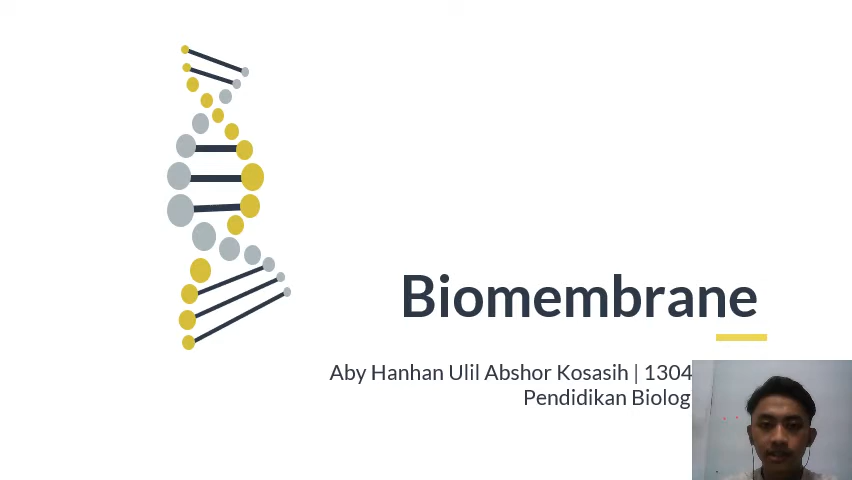 Biomembrane
Aby Hanhan Ulil Abshor Kosasih | 1304
Pendidikan Biolog